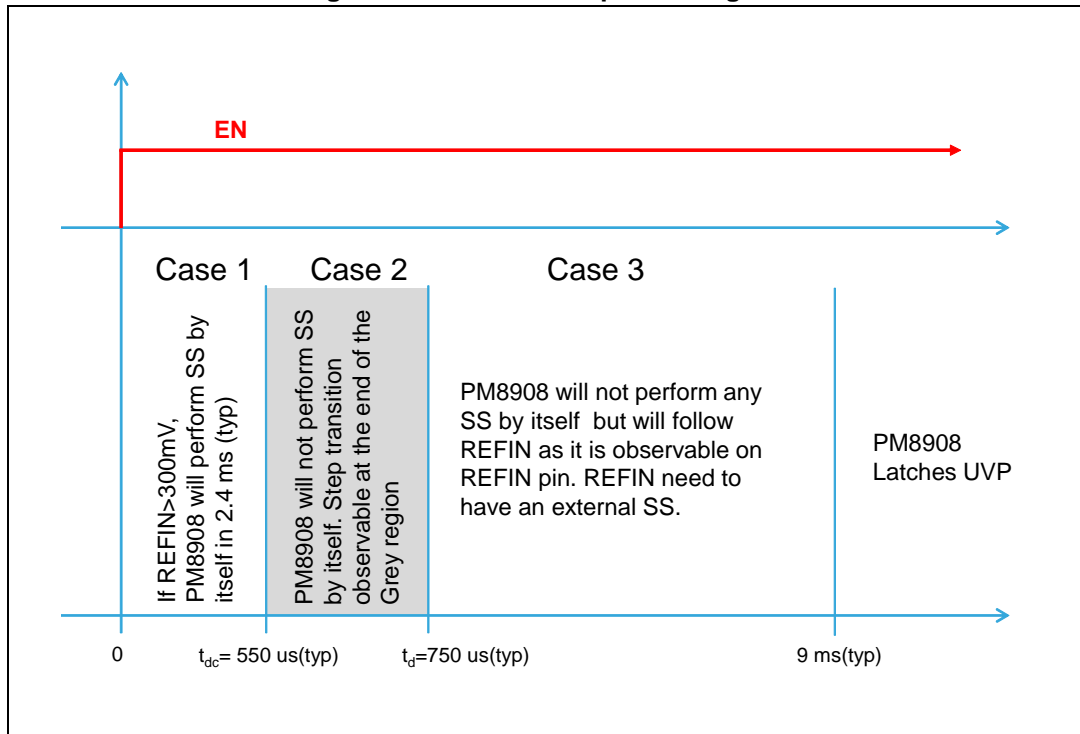 EN
Case 1
Case 2
Case 3
If REFIN>300mV,
PM8908 will perform SS by
itself in 2.4 ms (typ)
PM8908 will not perform SS
by itself. Step transition
observable at the end of the
Grey region
PM8908 will not perform any
SS by itself  but will follow
REFIN as it is observable on
REFIN pin. REFIN need to
have an external SS.
PM8908
Latches UVP
0
tdc= 550 us(typ)
td=750 us(typ)
9 ms(typ)